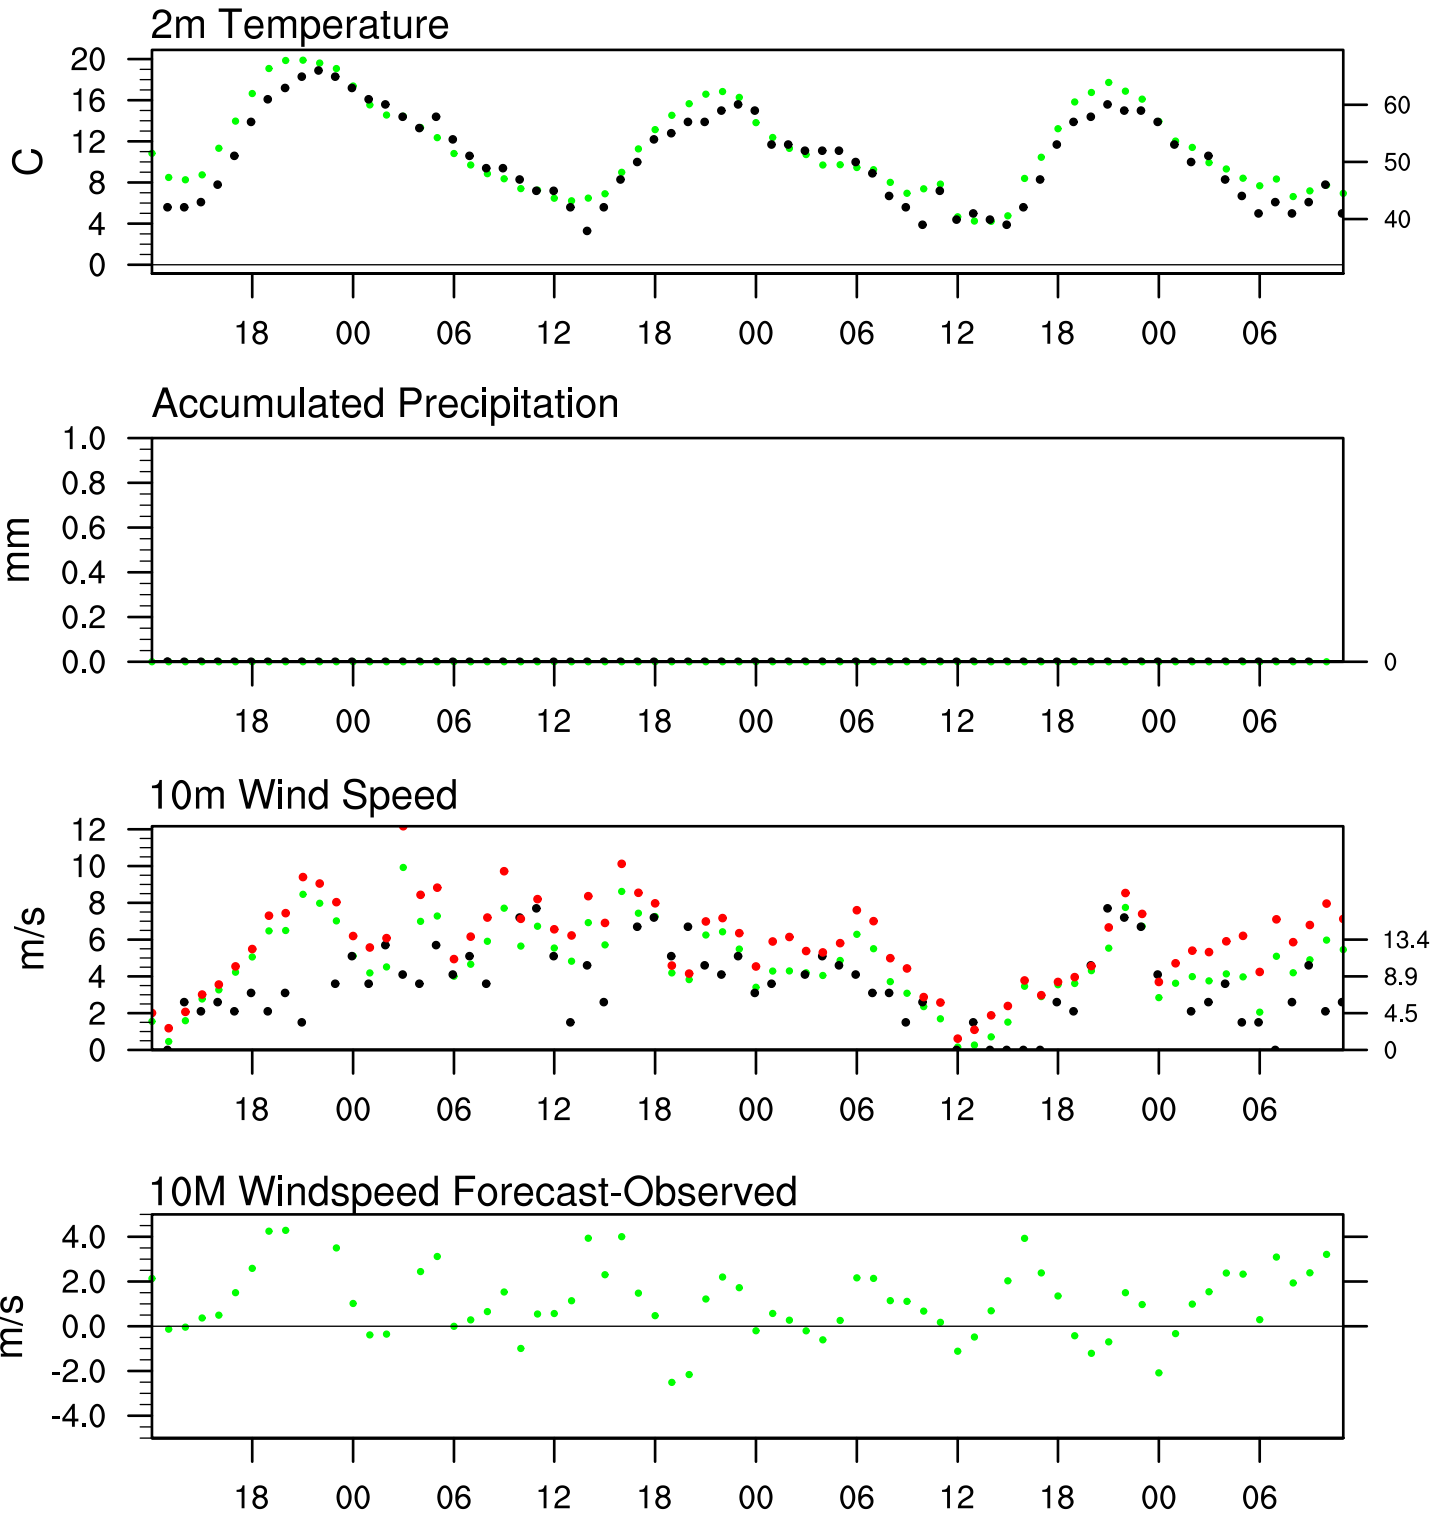 2m Temperature
20
16
12
8
4
0
C
60
50
40
18 00 06 12 18 00 06 12 18 00 06
Accumulated Precipitation
1.0
0.8
0.6
0.4
0.2
0.0
mm
0
18 00 06 12 18 00 06 12 18 00 06
10m Wind Speed
12
10
8
6
4
2
0
m/s
13.4
8.9
4.5
0
18 00 06 12 18 00 06 12 18 00 06
10M Windspeed Forecast-Observed
4.0
2.0
0.0
-2.0
-4.0
m/s
18 00 06 12 18 00 06 12 18 00 06